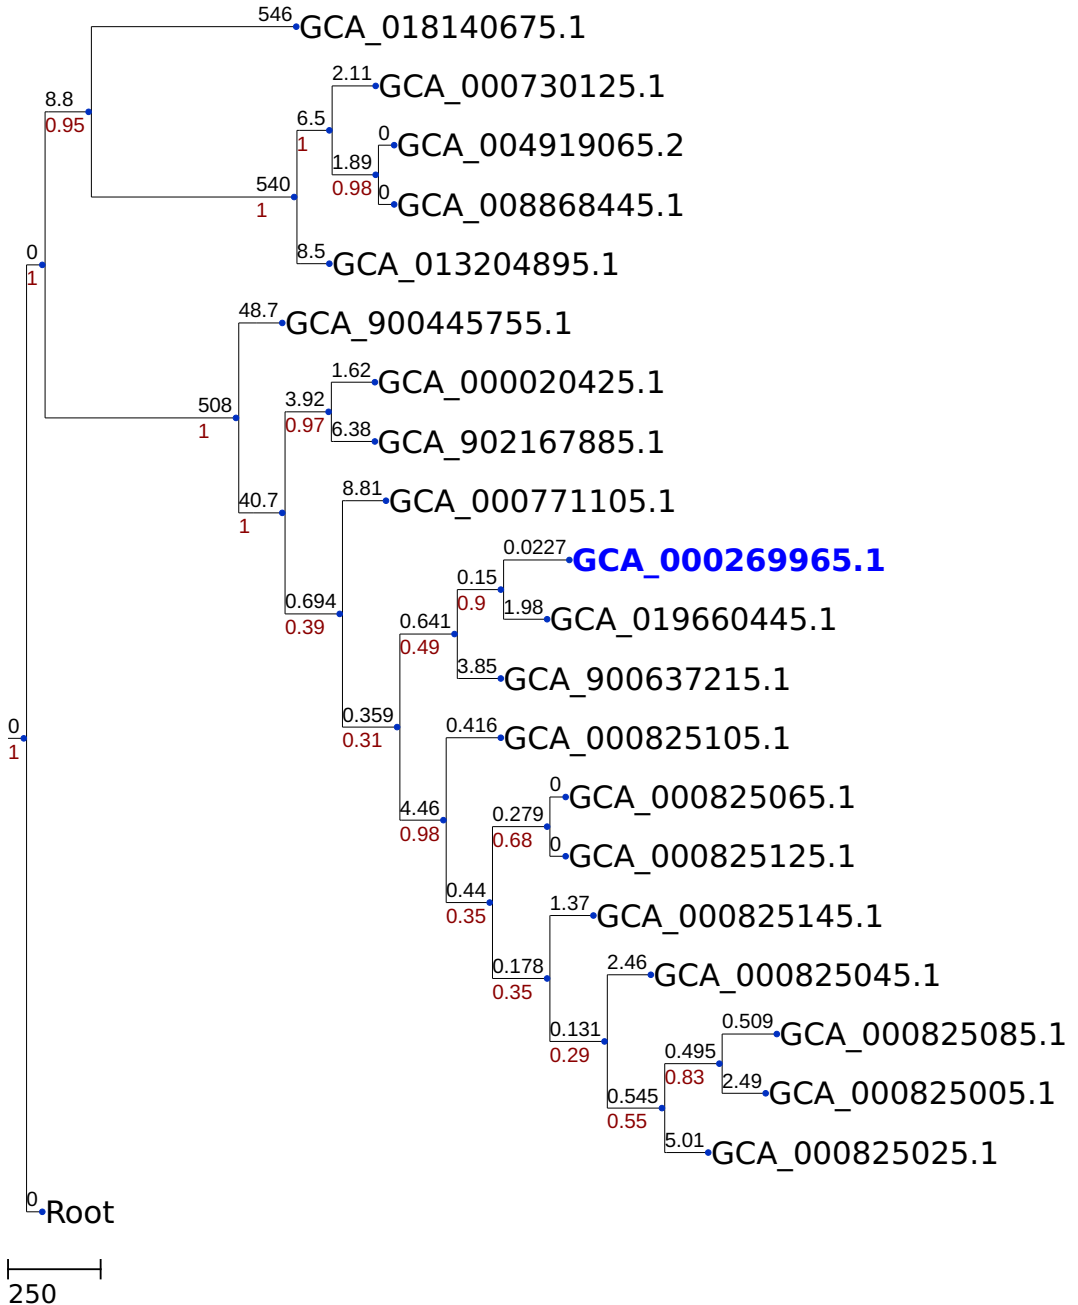 546
GCA_018140675.1
2.11
GCA_000730125.1
8.8
0.95
6.5
1
0
GCA_004919065.2
1.89
0.98
540
1
0
GCA_008868445.1
0
1
8.5
GCA_013204895.1
48.7
GCA_900445755.1
1.62
GCA_000020425.1
508
1
3.92
0.97
6.38
GCA_902167885.1
40.7
1
8.81
GCA_000771105.1
0.0227
GCA_000269965.1
0.15
0.9
0.694
0.39
0.641
0.49
1.98
GCA_019660445.1
3.85
GCA_900637215.1
0
1
0.359
0.31
0.416
GCA_000825105.1
0
GCA_000825065.1
4.46
0.98
0.279
0.68
0
GCA_000825125.1
0.44
0.35
1.37
GCA_000825145.1
0.178
0.35
2.46
GCA_000825045.1
0.131
0.29
0.509
GCA_000825085.1
0.495
0.83
2.49
GCA_000825005.1
0.545
0.55
5.01
GCA_000825025.1
0
Root
250